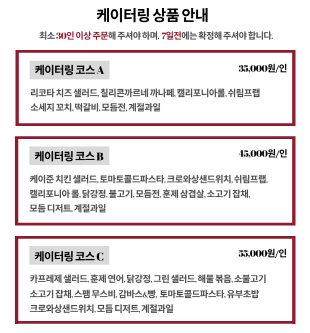 케이터링 상품 안내
최소 30인 이상 주문해 주셔야 하며, 7일전에는 확정해 주셔야 합니다.
케이터링 코스 A
35,000원/인
리코타 치즈 샐러드, 칠리콘까르네 까나페, 캘리포니아롤, 쉬림프랩
소세지 꼬치, 떡갈비, 모듬전, 계절과일
케이터링 코스 B
45,000원/인
케이준 치킨 샐러드, 토마토콜드파스타, 크로와상샌드위치, 쉬림프랩,
캘리포니아 롤, 닭강정, 불고기, 모듬전, 훈제 삼겹살, 소고기 잡채,
모듬 디저트, 계절과일
케이터링 코스 C
55,000원/인
카프레제 샐러드, 훈제 연어, 닭강정, 그린 샐러드, 해물 볶음, 소불고기
소고기 잡채, 스팸 무스비, 감바스&빵, 토마토콜드파스타, 유부초밥
크로와상샌드위치, 모듬 디저트, 계절과일